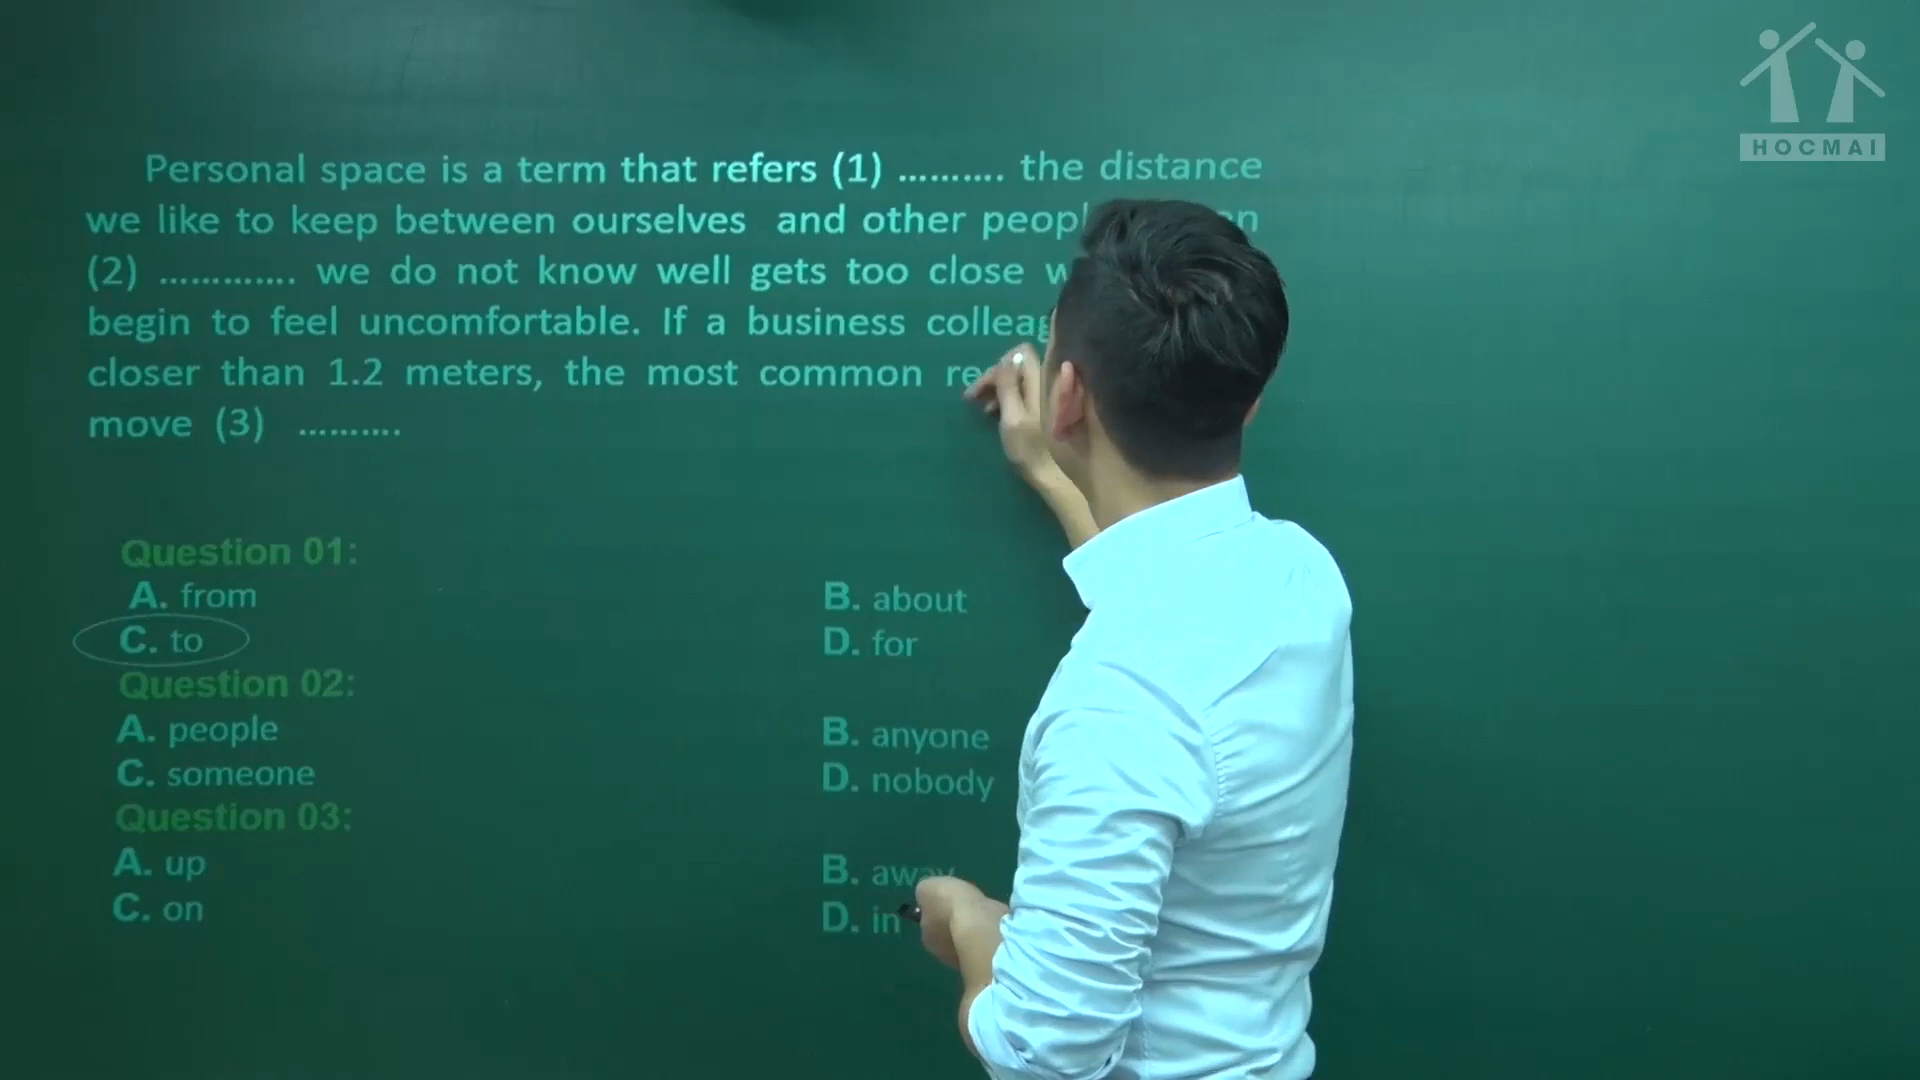 HOCMAI
Personal space is a term that refers (1) .......... the distance
we like to keep between ourselves and other
(2) ............. we do not know well gets too close
begin to feel uncomfortable. If a business
closer than 1.2 meters, the most common
move (3) ..........
Question 01:
A. from B. about
C. to D. for
Question 02:
A. people B. anyone
C. someone D. nobody
Question 03:
A. up B. away
C. on D. in